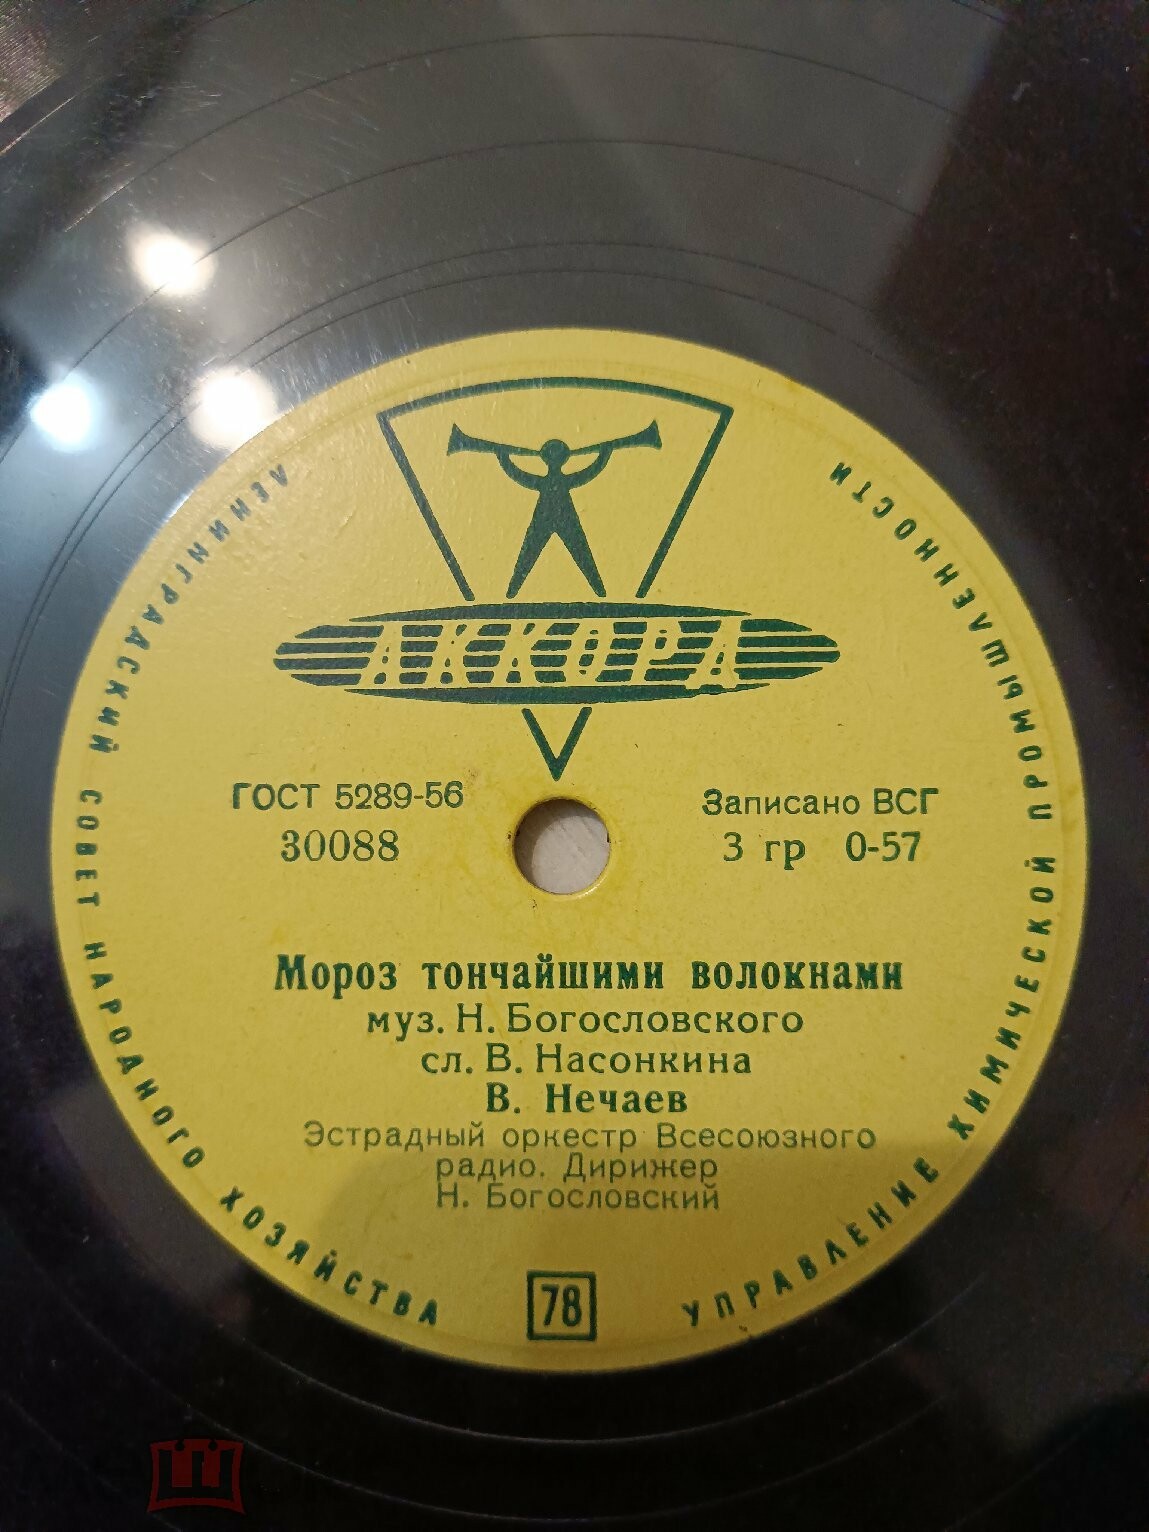 АККОРД
ЛЕНИНГРАДСКИЙ СОВЕТ НАРОДНОГО ХОЗЯЙСТВА
УПРАВЛЕНИЕ ХИМИЧЕСКОЙ ПРОМЫШЛЕННОСТИ
ГОСТ 5289-56
30088
Записано ВСГ
3 гр 0-57
Мороз тончайшими волокнами
муз. Н. Богословского
сл. В. Насонкина
В. Нечаев
Эстрадный оркестр Всесоюзного
радио. Дирижер
Н. Богословский
78